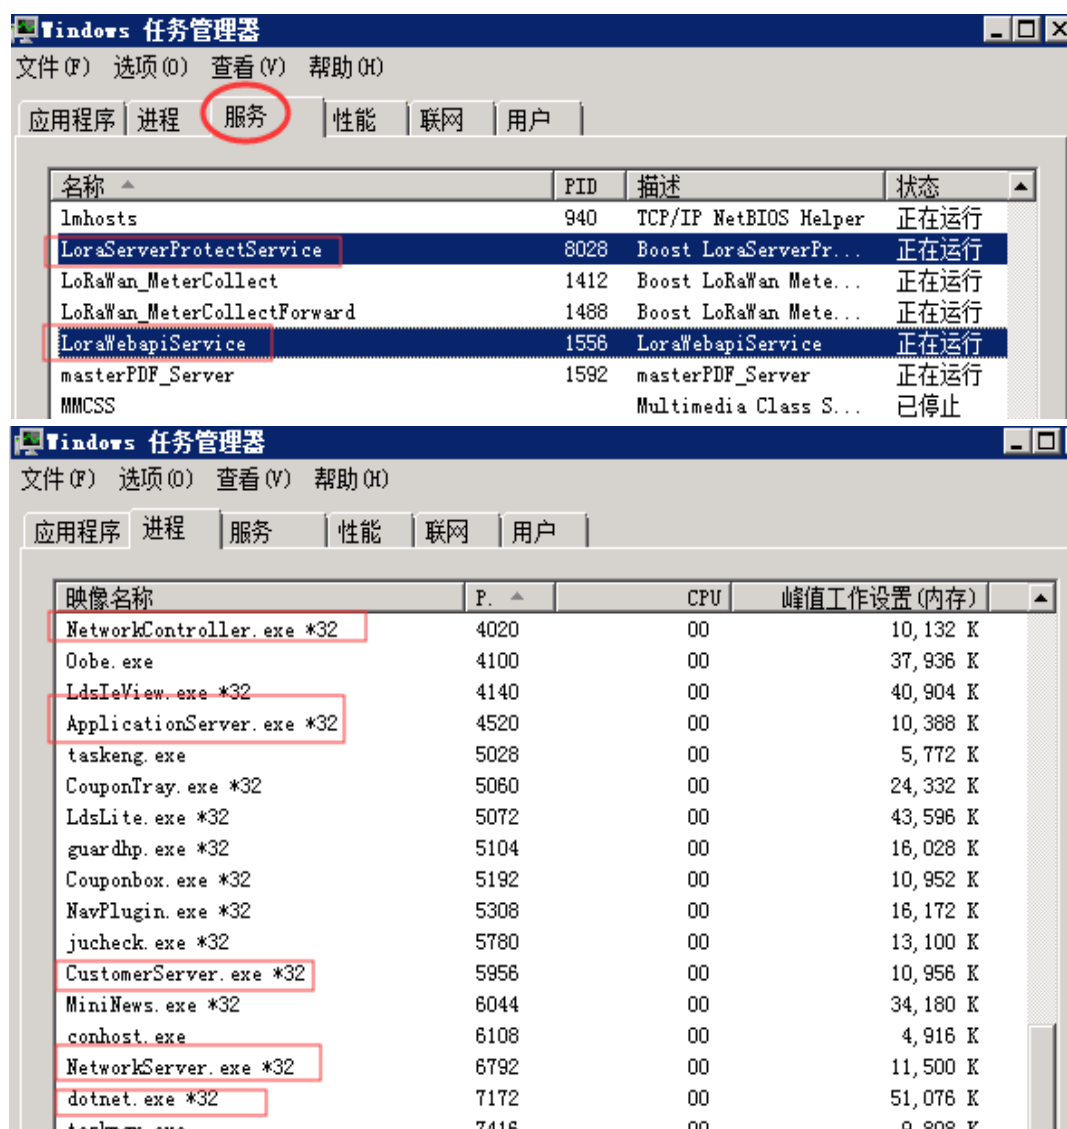 Windows 任务管理器
文件(F) 选项(O) 查看(V) 帮助(H)
应用程序 进程 服务 性能 联网 用户
名称 PID 描述 状态
lmhosts 940 TCP/IP NetBIOS Helper 正在运行
LoraServerProtectService 8028 Boost LoraServerPr... 正在运行
LoRaWan_MeterCollect 1412 Boost LoRaWan Mete... 正在运行
LoRaWan_MeterCollectForward 1488 Boost LoRaWan Mete... 正在运行
LoraWebapiService 1556 LoraWebapiService 正在运行
masterPDF_Server 1592 masterPDF_Server 正在运行
MMCSS Multimedia Class S... 已停止
Windows 任务管理器
文件(F) 选项(O) 查看(V) 帮助(H)
应用程序 进程 服务 性能 联网 用户
映像名称 P. CPU 峰值工作设置(内存)
NetworkController.exe *32 4020 00 10,132 K
Oobe.exe 4100 00 37,936 K
LdsIeView.exe *32 4140 00 40,904 K
ApplicationServer.exe *32 4520 00 10,388 K
taskeng.exe 5028 00 5,772 K
CouponTray.exe *32 5060 00 24,332 K
LdsLite.exe *32 5072 00 43,596 K
guardhp.exe *32 5104 00 16,028 K
Couponbox.exe *32 5192 00 10,952 K
NavPlugin.exe *32 5308 00 16,172 K
jucheck.exe *32 5780 00 13,100 K
CustomerServer.exe *32 5956 00 10,956 K
MiniNews.exe *32 6044 00 34,180 K
conhost.exe 6108 00 4,916 K
NetworkServer.exe *32 6792 00 11,500 K
dotnet.exe *32 7172 00 51,076 K